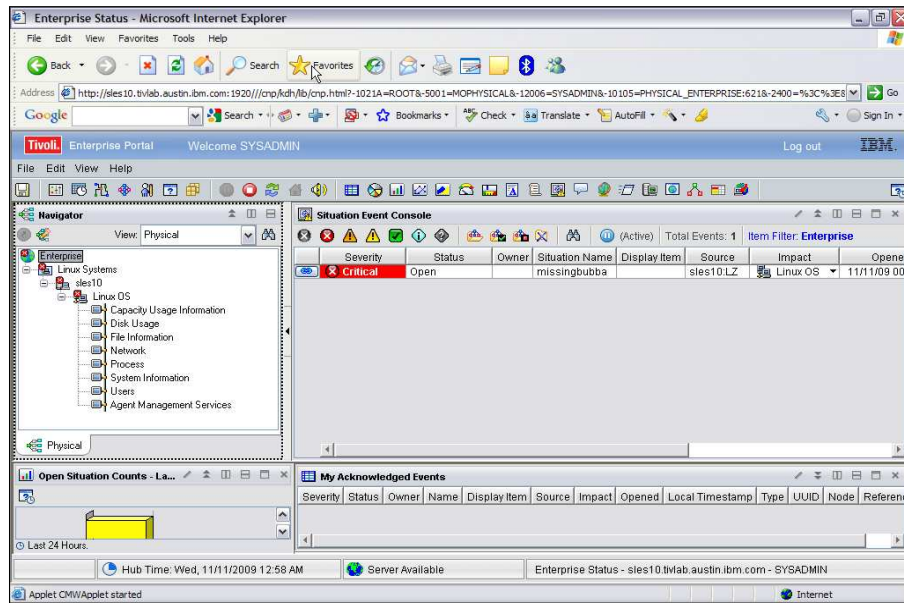 Enterprise Status - Microsoft Internet Explorer
File Edit View Favorites Tools Help
Back Search Favorites
Address http://sles10.tivlab.austin.ibm.com:1920///cnp/kdh/lib/cnp.html?-1021A=ROOT&-5001=MOPHYSICAL&-12006=SYSADMIN&-10105=PHYSICAL_ENTERPRISE:621&-2400=%3C%3E8 Go
Google Search Bookmarks Check Translate AutoFill Sign In
Tivoli. Enterprise Portal Welcome SYSADMIN Log out IBM.
File Edit View Help
Navigator
View: Physical
Enterprise
Linux Systems
sles10
Linux OS
Capacity Usage Information
Disk Usage
File Information
Network
Process
System Information
Users
Agent Management Services
Physical
Situation Event Console
(Active) Total Events: 1 Item Filter: Enterprise
Severity Status Owner Situation Name Display Item Source Impact Opene
Critical Open missingbubba sles10:LZ Linux OS 11/11/09 00
Open Situation Counts - La...
Last 24 Hours.
My Acknowledged Events
Severity Status Owner Name Display Item Source Impact Opened Local Timestamp Type UUID Node Referen
Hub Time: Wed, 11/11/2009 12:58 AM Server Available Enterprise Status - sles10.tivlab.austin.ibm.com - SYSADMIN
Applet CMWApplet started Internet